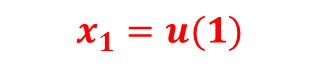 x₁ = u(1)